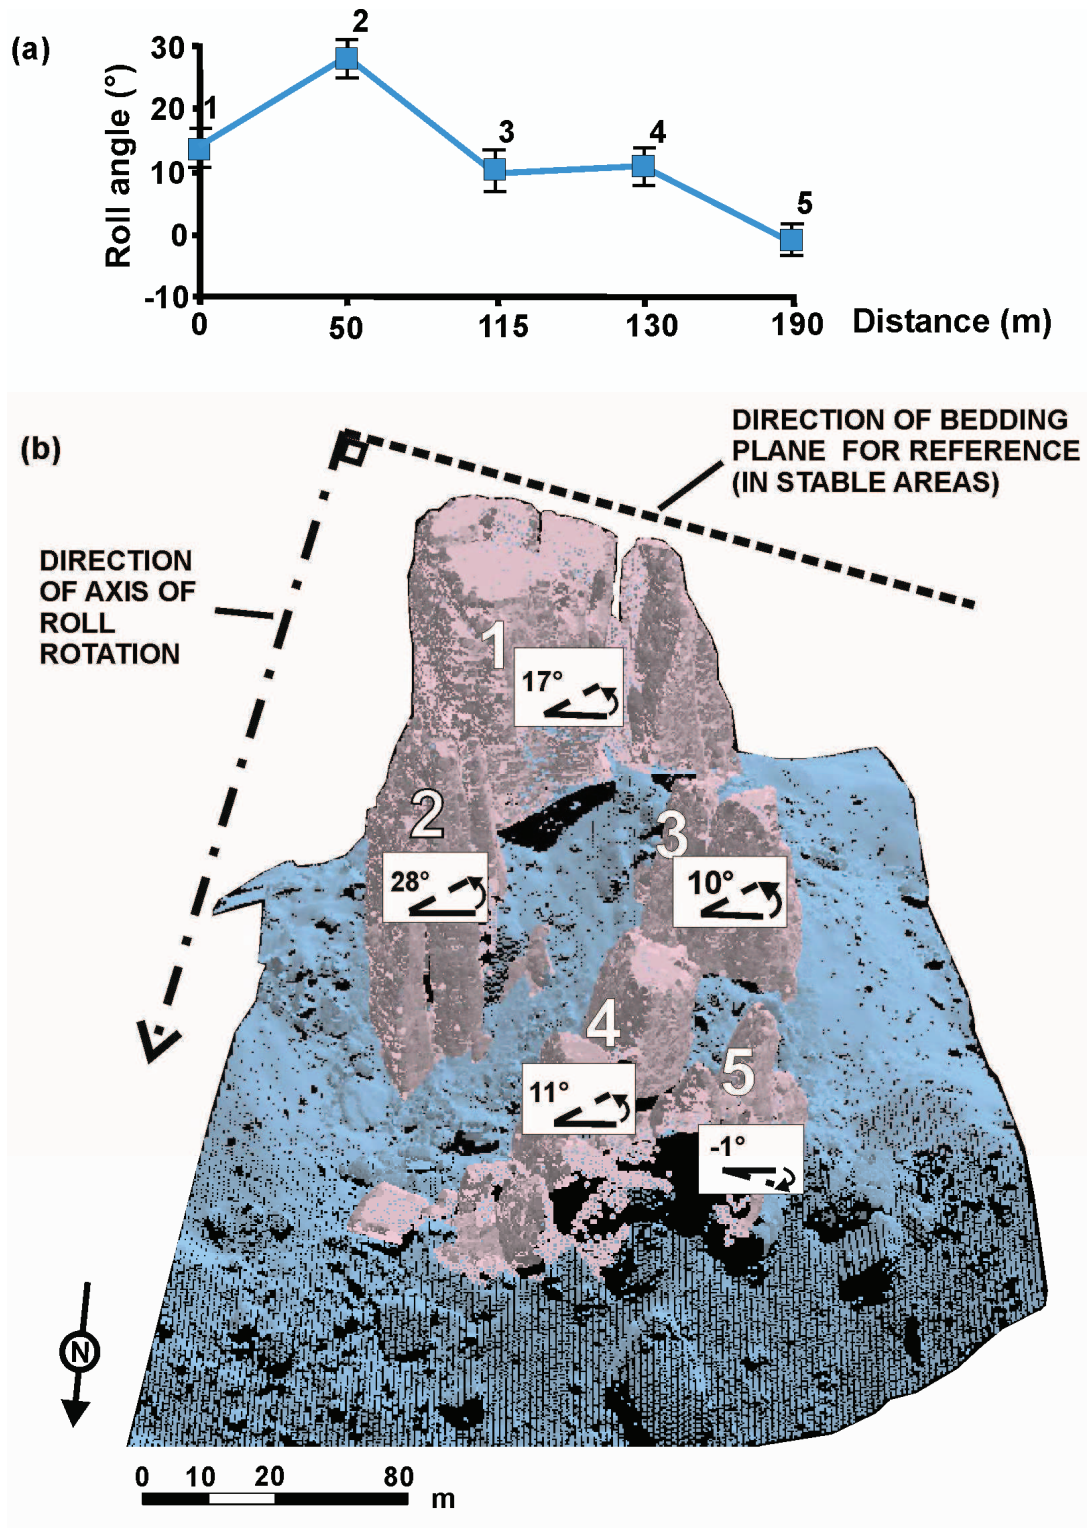 (a)
Roll angle (°)
30
20
10
0
-10
1
2
3
4
5
0 50 115 130 190 Distance (m)
(b)
DIRECTION OF BEDDING
PLANE FOR REFERENCE
(IN STABLE AREAS)
DIRECTION
OF AXIS OF
ROLL
ROTATION
1
17°
2
28°
3
10°
4
11°
5
-1°
N
0 10 20 80 m